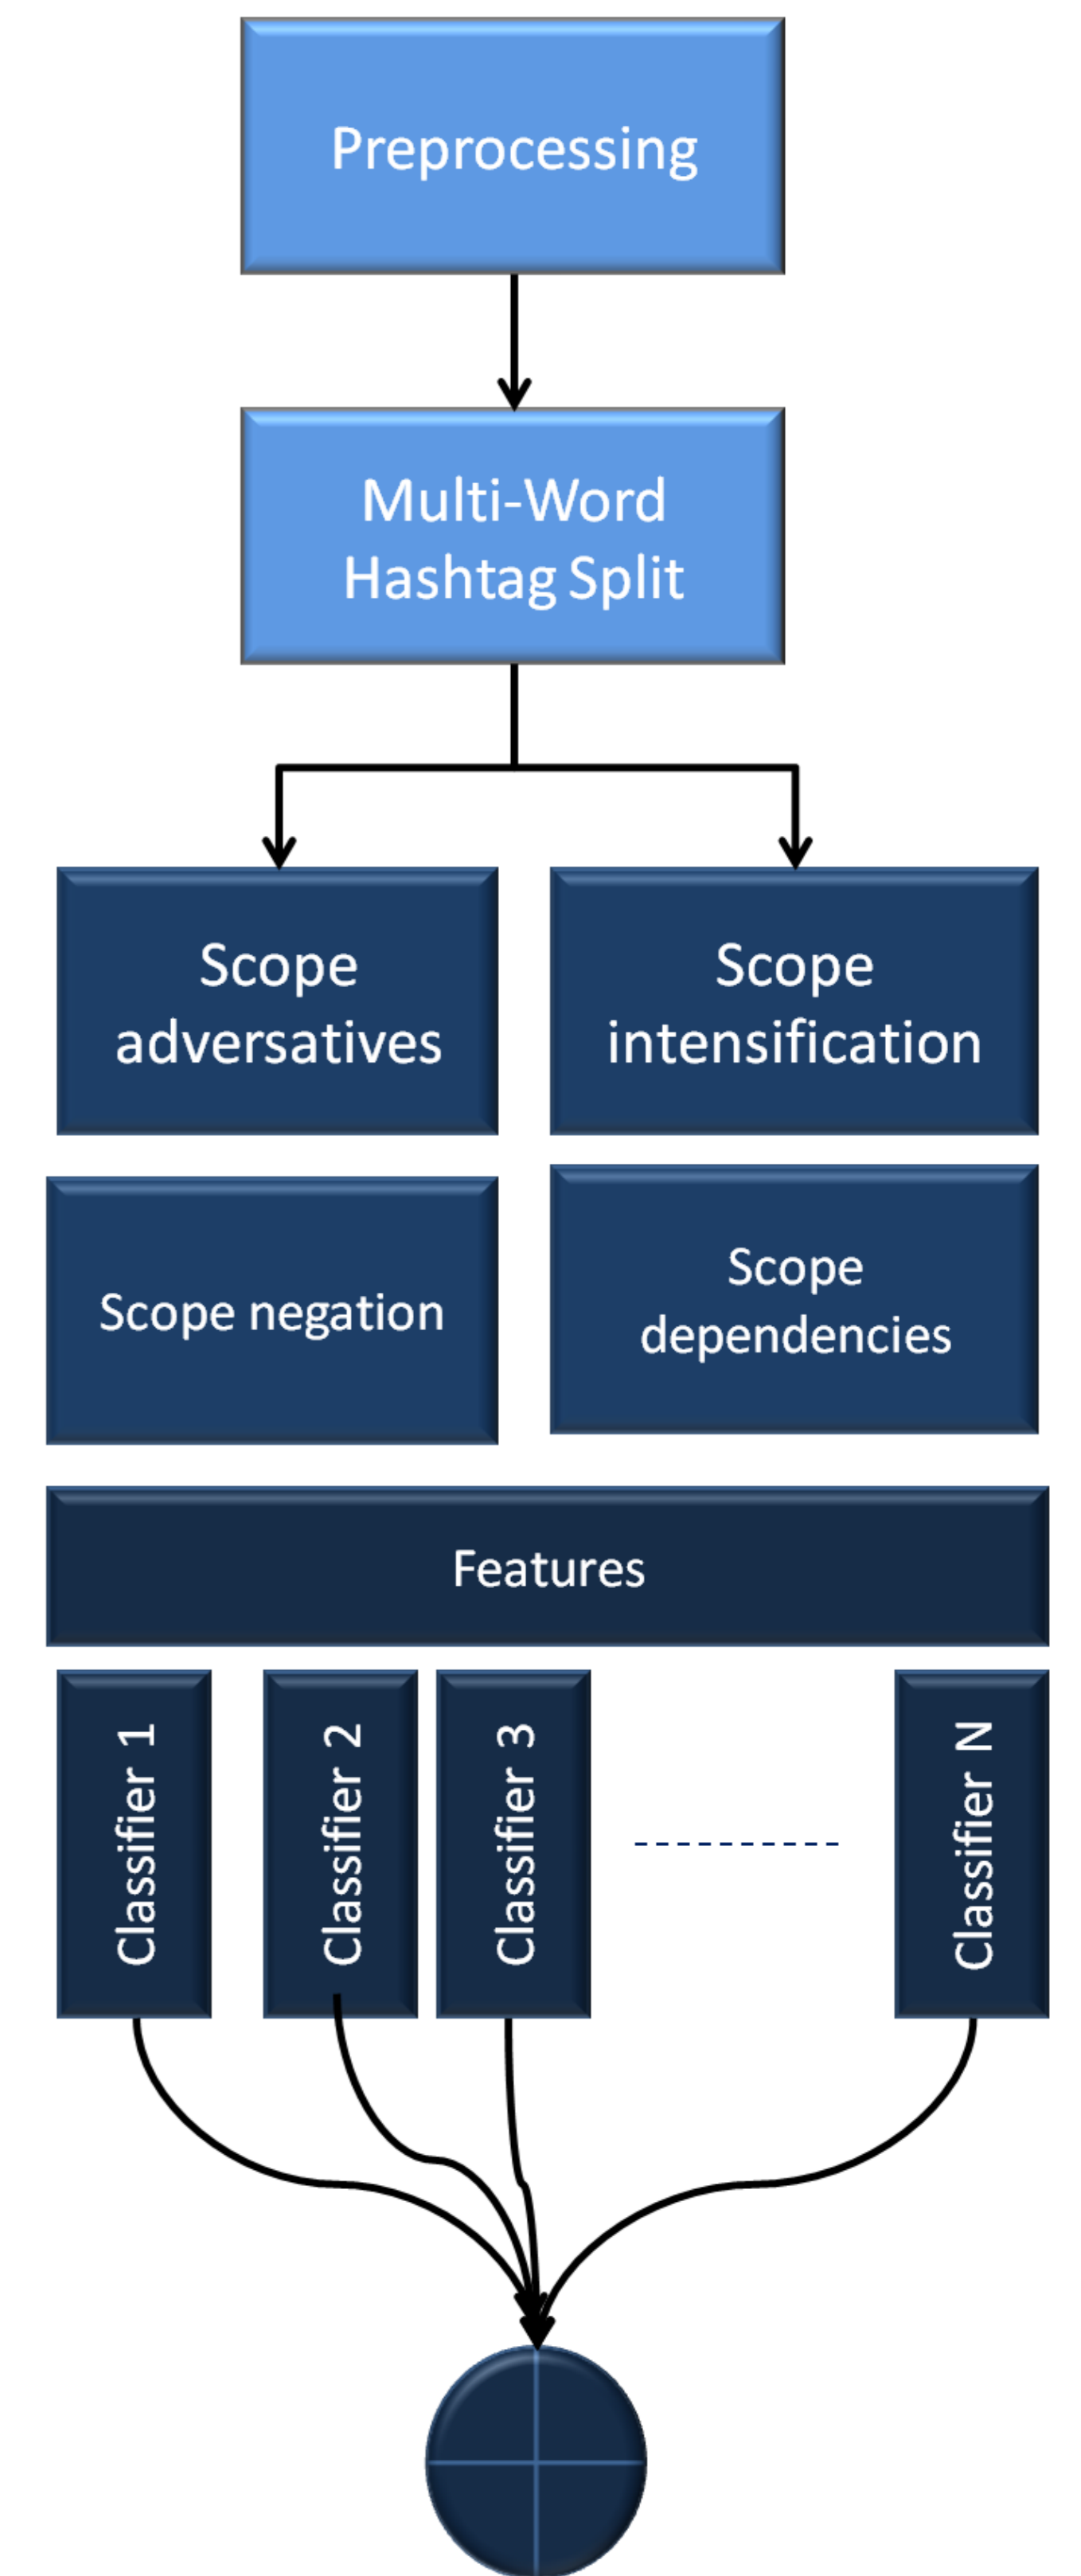 Preprocessing
Multi-Word
Hashtag Split
Scope
adversatives
Scope
intensification
Scope negation
Scope
dependencies
Features
Classifier 1
Classifier 2
Classifier 3
Classifier N